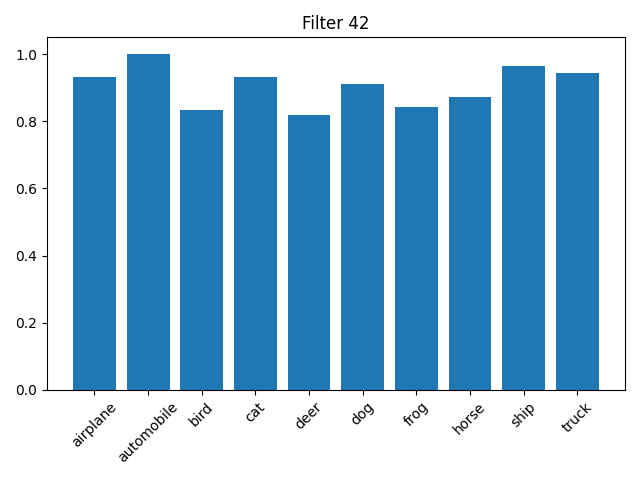 Filter 42
1.0
0.8
0.6
0.4
0.2
0.0
airplane
automobile
bird
cat
deer
dog
frog
horse
ship
truck